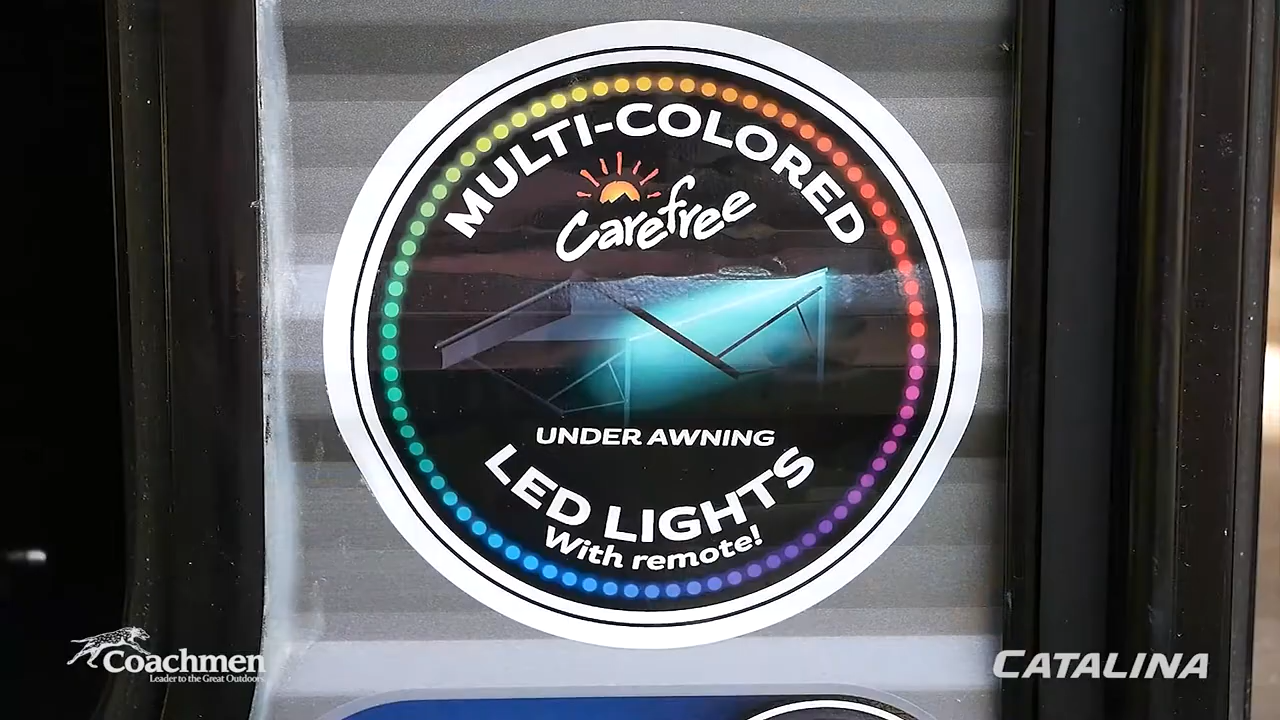 MULTI-COLORED
Carefree
UNDER AWNING
LED LIGHTS
With remote!
Coachmen
Leader to the Great Outdoors
CATALINA